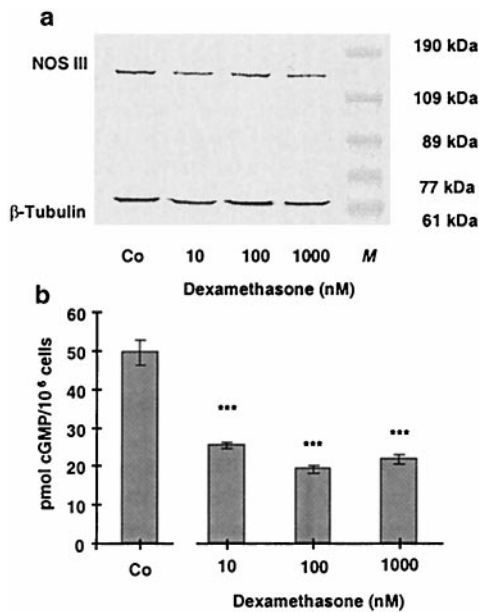 a
NOS III
190 kDa
109 kDa
89 kDa
77 kDa
β-Tubulin
61 kDa
Co 10 100 1000 M
Dexamethasone (nM)
b
pmol cGMP/10⁶ cells
60
50
40
30
20
10
0
***
***
***
Co 10 100 1000
Dexamethasone (nM)